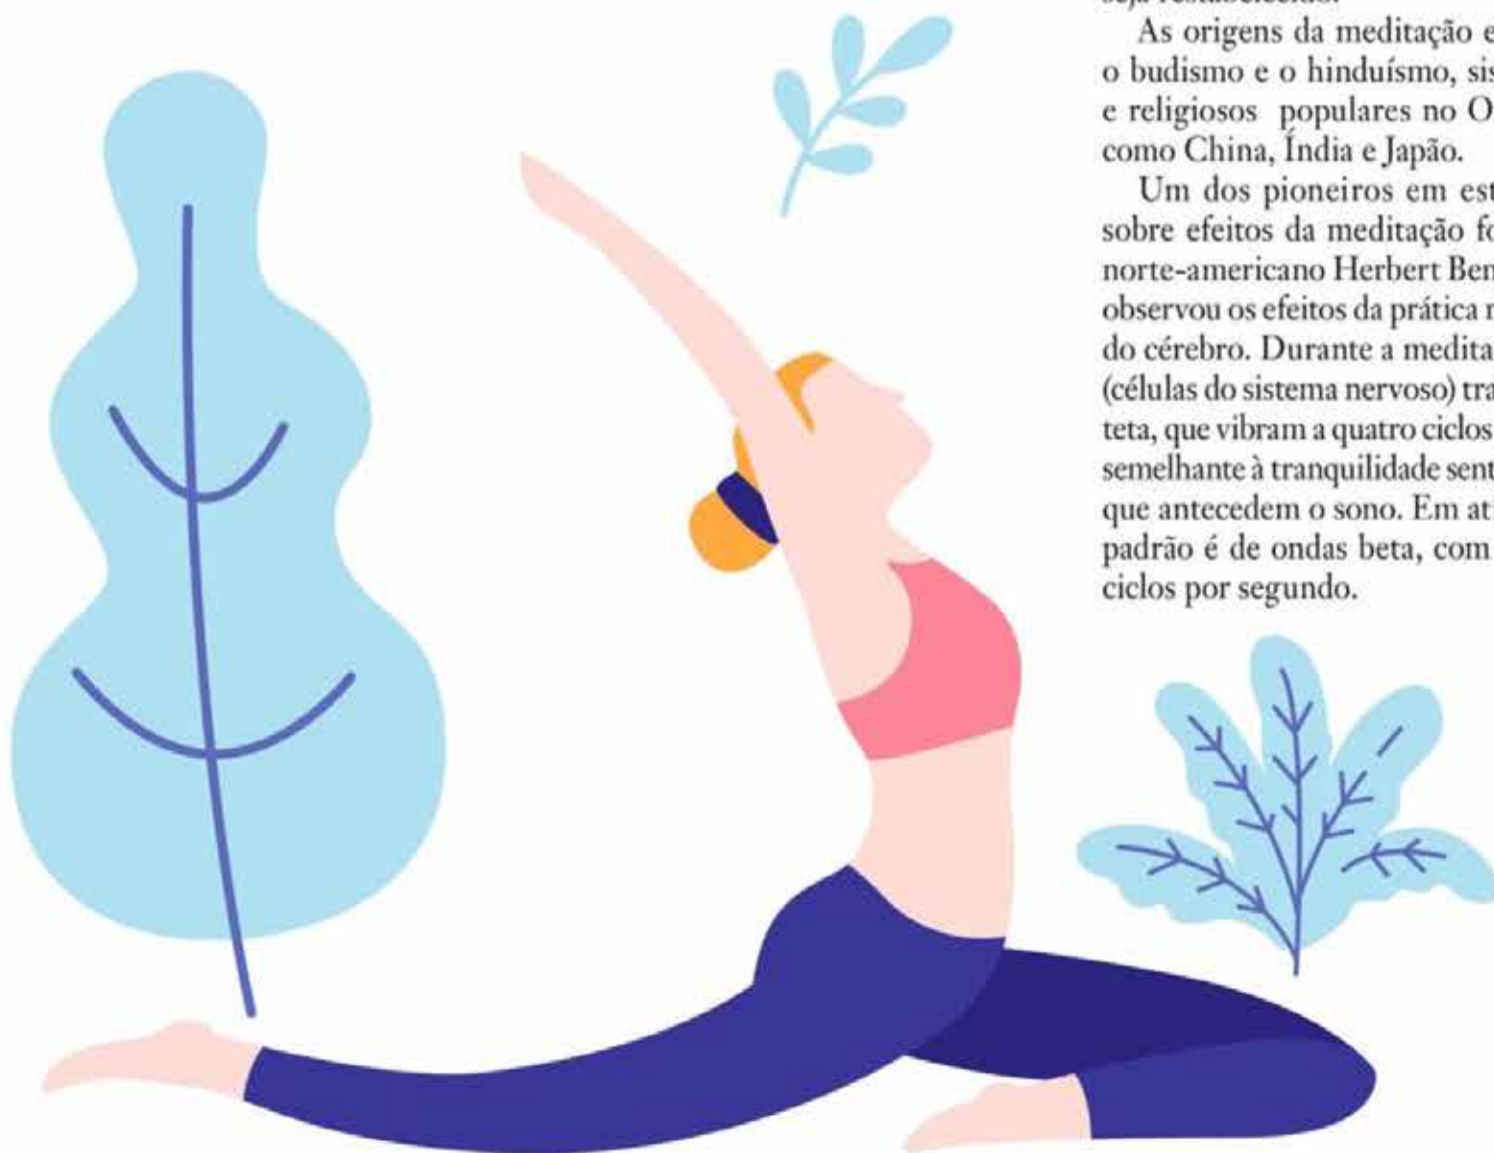 seja restabelecido.
As origens da meditação e
o budismo e o hinduísmo, sis
e religiosos populares no O
como China, Índia e Japão.
Um dos pioneiros em est
sobre efeitos da meditação fo
norte-americano Herbert Ben
observou os efeitos da prática n
do cérebro. Durante a medita
(células do sistema nervoso) tra
teta, que vibram a quatro ciclos
semelhante à tranquilidade sent
que antecedem o sono. Em ati
padrão é de ondas beta, com
ciclos por segundo.